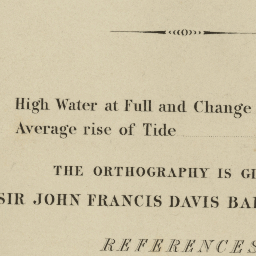 High Water at Full and Change
Average rise of Tide
THE ORTHOGRAPHY IS
SIR JOHN FRANCIS DAVIS
REFERENCES